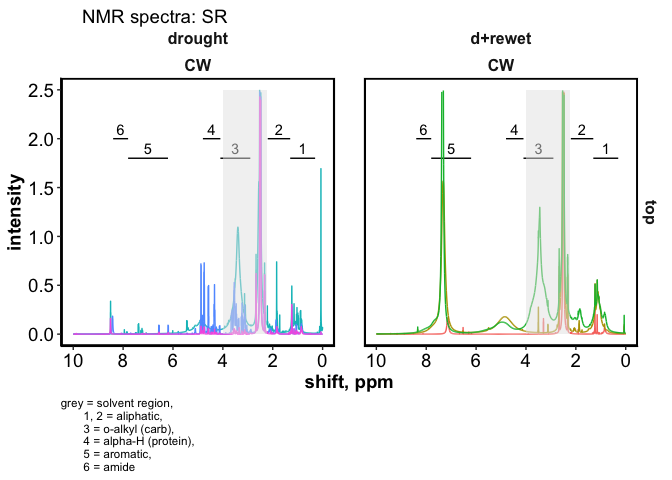 NMR spectra: SR
drought
d+rewet
CW
CW
intensity
2.5
2.0
1.5
1.0
0.5
0.0
6
5
4
3
2
1
6
5
4
3
2
1
top
10
8
6
4
2
0
10
8
6
4
2
0
shift, ppm
grey = solvent region,
1, 2 = aliphatic,
3 = o-alkyl (carb),
4 = alpha-H (protein),
5 = aromatic,
6 = amide